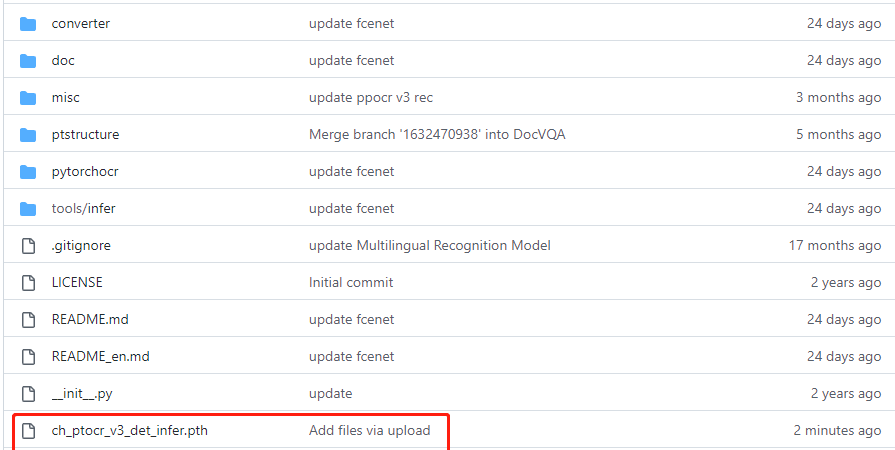 converter update fcenet 24 days ago
doc update fcenet 24 days ago
misc update ppocr v3 rec 3 months ago
ptstructure Merge branch '1632470938' into DocVQA 5 months ago
pytorchocr update fcenet 24 days ago
tools/infer update fcenet 24 days ago
.gitignore update Multilingual Recognition Model 17 months ago
LICENSE Initial commit 2 years ago
README.md update fcenet 24 days ago
README_en.md update fcenet 24 days ago
__init__.py update 2 years ago
ch_ptocr_v3_det_infer.pth Add files via upload 2 minutes ago